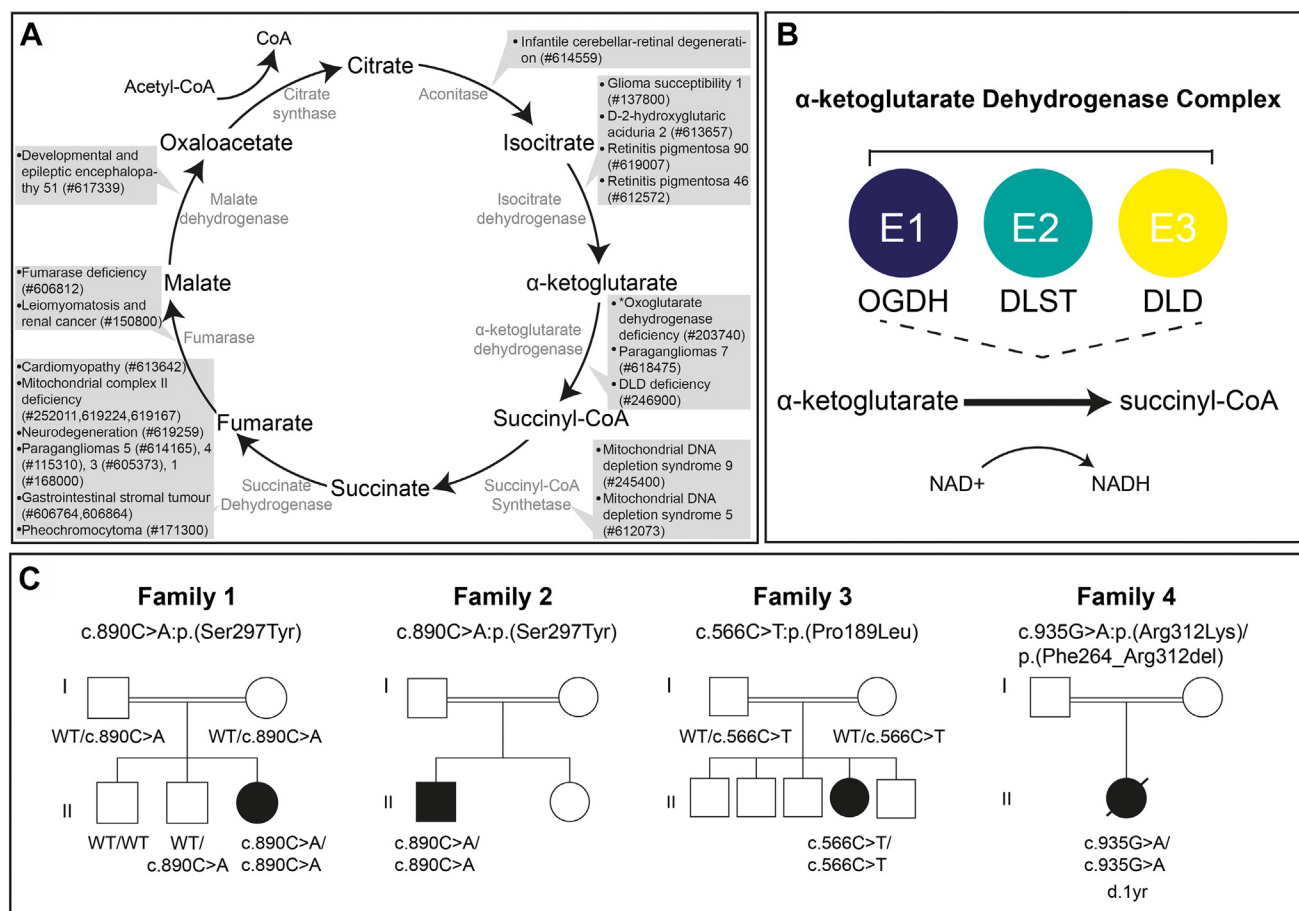 A
CoA
Acetyl-CoA
Citrate
Citrate
synthase
Aconitase
• Infantile cerebellar-retinal degenerati-
on (#614559)
Isocitrate
• Glioma succeptibility 1
(#137800)
• D-2-hydroxyglutaric
aciduria 2 (#613657)
• Retinitis pigmentosa 90
(#619007)
• Retinitis pigmentosa 46
(#612572)
Isocitrate
dehydrogenase
α-ketoglutarate
α-ketoglutarate
dehydrogenase
• *Oxoglutarate
dehydrogenase
deficiency (#203740)
• Paragangliomas 7
(#618475)
• DLD deficiency
(#246900)
Succinyl-CoA
Succinyl-CoA
Synthetase
• Mitochondrial DNA
depletion syndrome 9
(#245400)
• Mitochondrial DNA
depletion syndrome 5
(#612073)
Succinate
Succinate
Dehydrogenase
•Cardiomyopathy (#613642)
•Mitochondrial complex II
deficiency
(#252011,619224,619167)
•Neurodegeneration (#619259)
•Paragangliomas 5 (#614165), 4
(#115310), 3 (#605373), 1
(#168000)
•Gastrointestinal stromal tumour
(#606764,606864)
•Pheochromocytoma (#171300)
Fumarate
Fumarase
•Fumarase deficiency
(#606812)
•Leiomyomatosis and
renal cancer (#150800)
Malate
Malate
dehydrogenase
•Developmental and
epileptic encephalopa-
thy 51 (#617339)
Oxaloacetate
B
α-ketoglutarate Dehydrogenase Complex
E1 E2 E3
OGDH DLST DLD
α-ketoglutarate succinyl-CoA
NAD+ NADH
C
Family 1
c.890C>A:p.(Ser297Tyr)
I
WT/c.890C>A WT/c.890C>A
II
WT/WT
WT/
c.890C>A
c.890C>A/
c.890C>A
Family 2
c.890C>A:p.(Ser297Tyr)
I
II
c.890C>A/
c.890C>A
Family 3
c.566C>T:p.(Pro189Leu)
I
WT/c.566C>T WT/c.566C>T
II
c.566C>T/
c.566C>T
Family 4
c.935G>A:p.(Arg312Lys)/
p.(Phe264_Arg312del)
I
II
c.935G>A/
c.935G>A
d.1yr